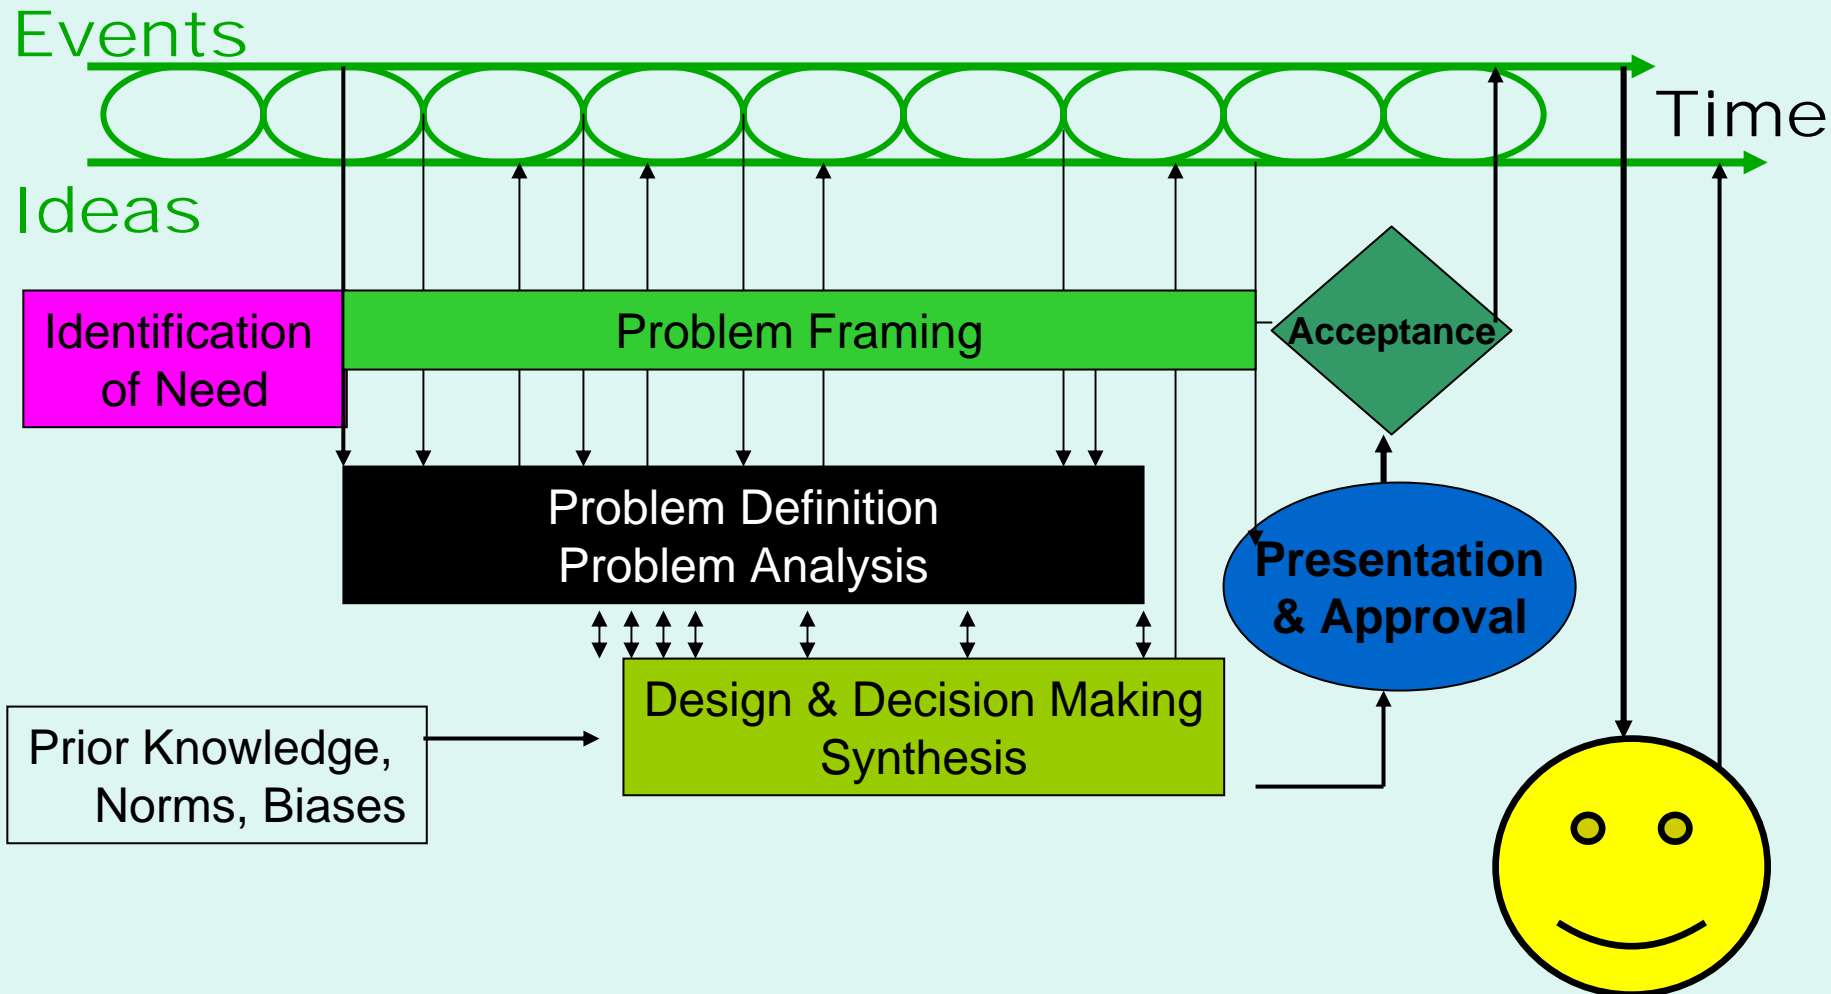 Events
Time
Ideas
Identification
of Need
Problem Framing
Acceptance
Problem Definition
Problem Analysis
Presentation
& Approval
Design & Decision Making
Synthesis
Prior Knowledge,
Norms, Biases